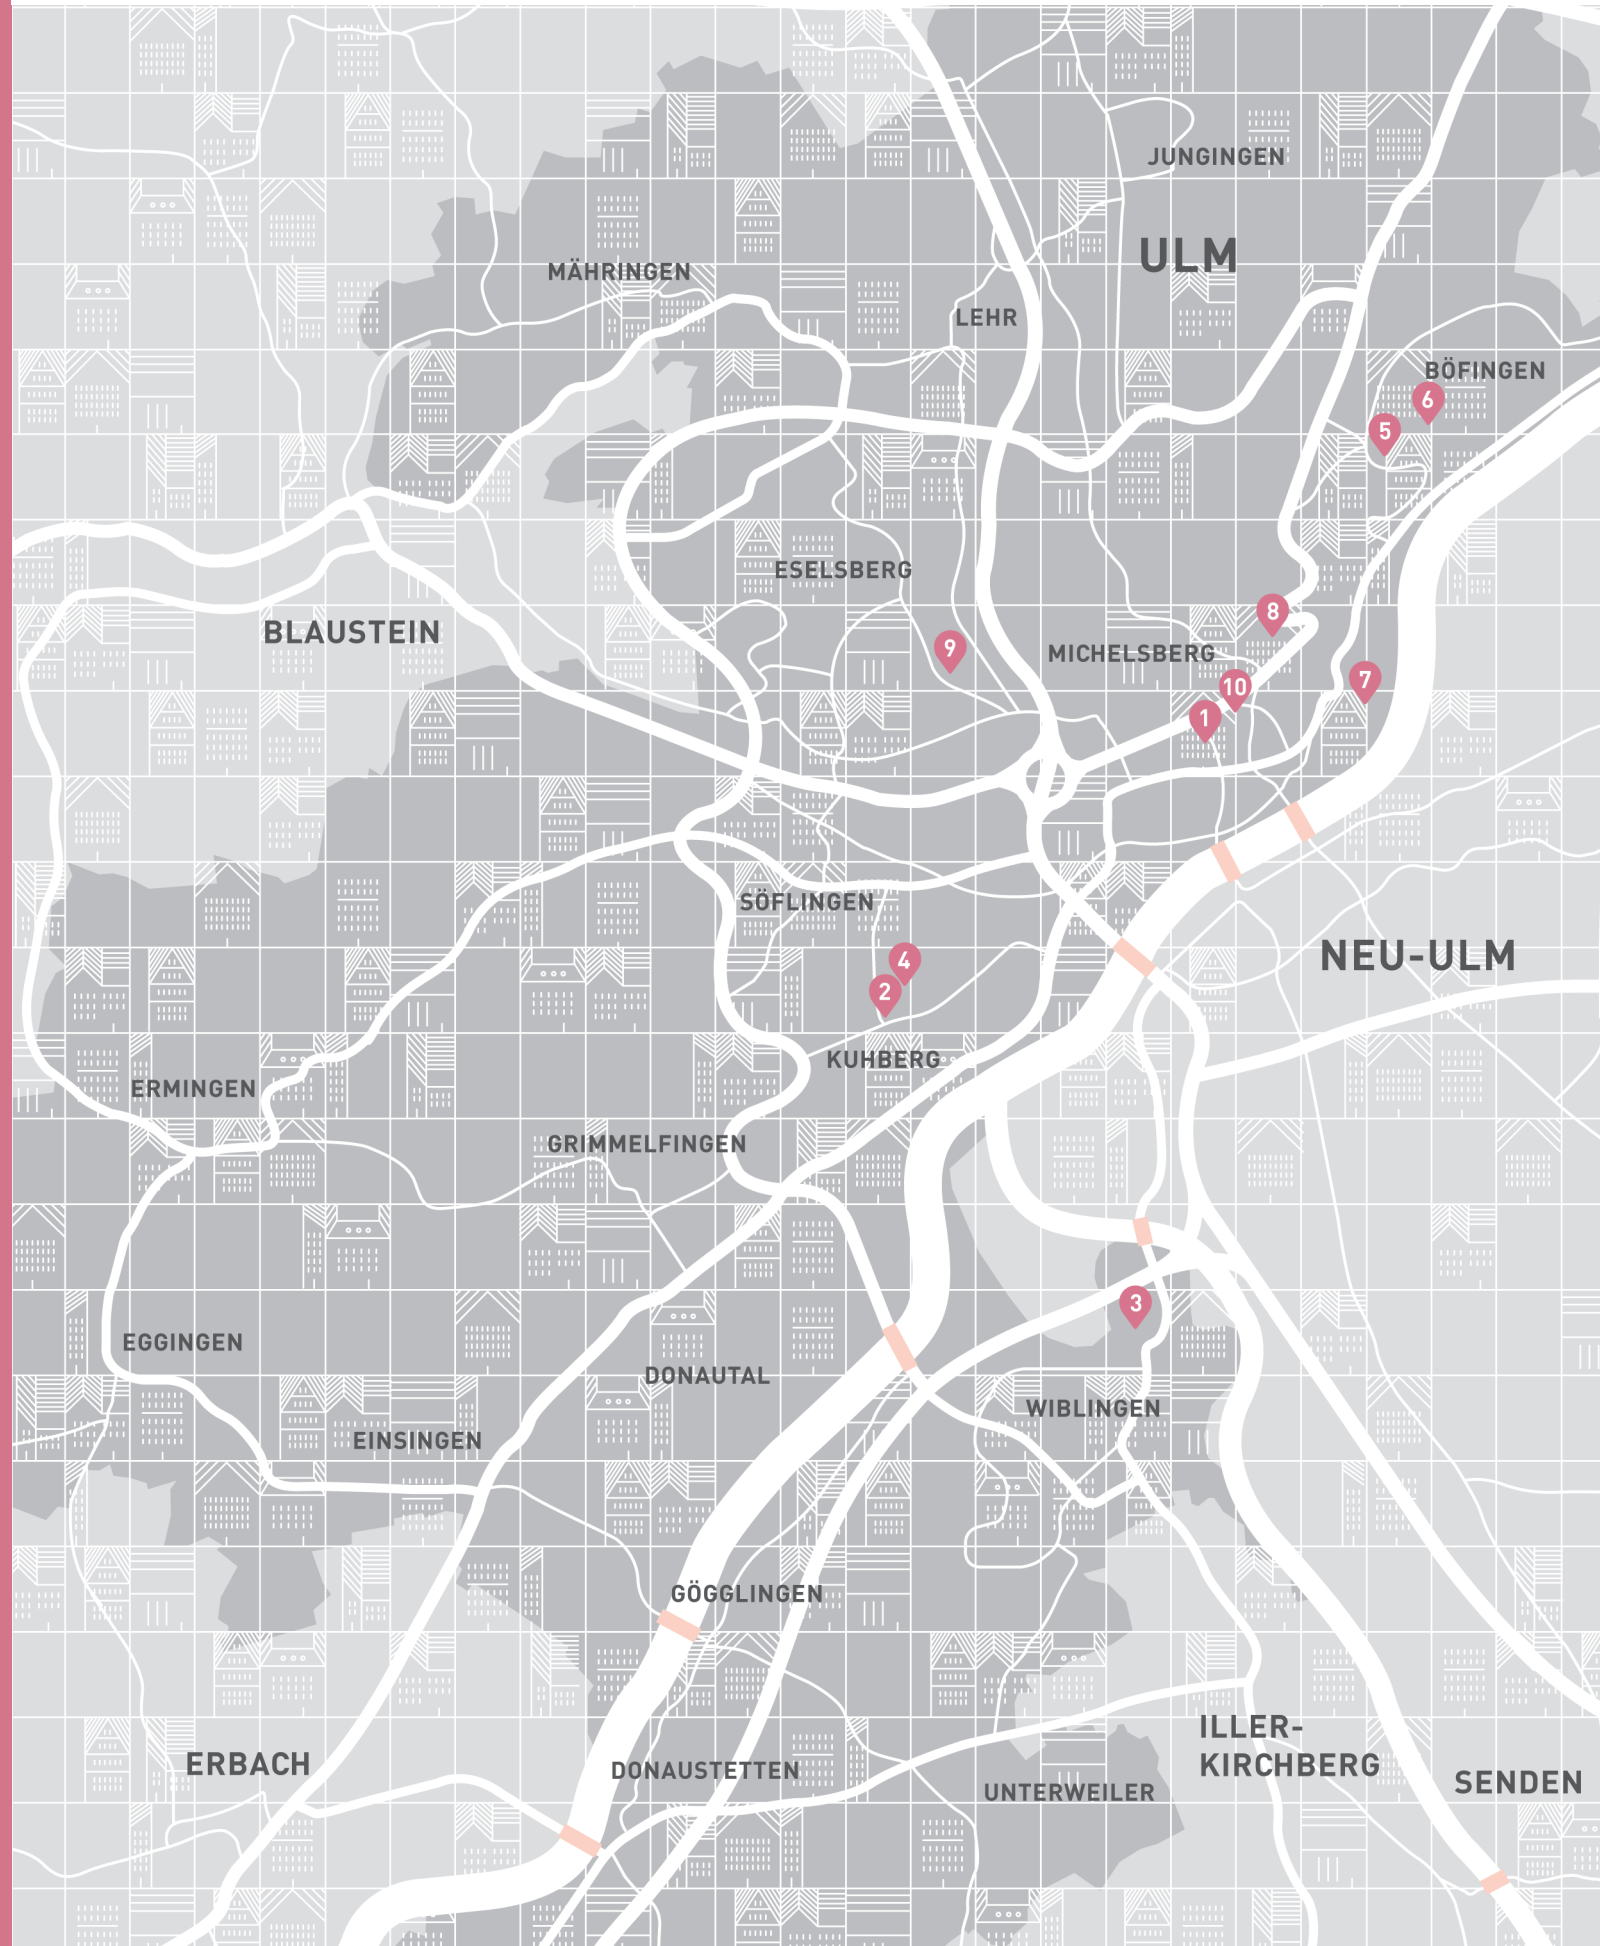 JUNGINGEN
ULM
MÄHRINGEN
LEHR
BÖFINGEN
6
5
ESELSBERG
8
BLAUSTEIN
9
MICHELSBERG
7
10
1
SÖFLINGEN
NEU-ULM
4
2
KUHBERG
ERMINGEN
GRIMMELFINGEN
3
EGGINGEN
DONAUTAL
WIBLINGEN
EINSINGEN
GÖGGLINGEN
ILLER-
KIRCHBERG
ERBACH
DONAUSTETTEN
SENDEN
UNTERWEILER